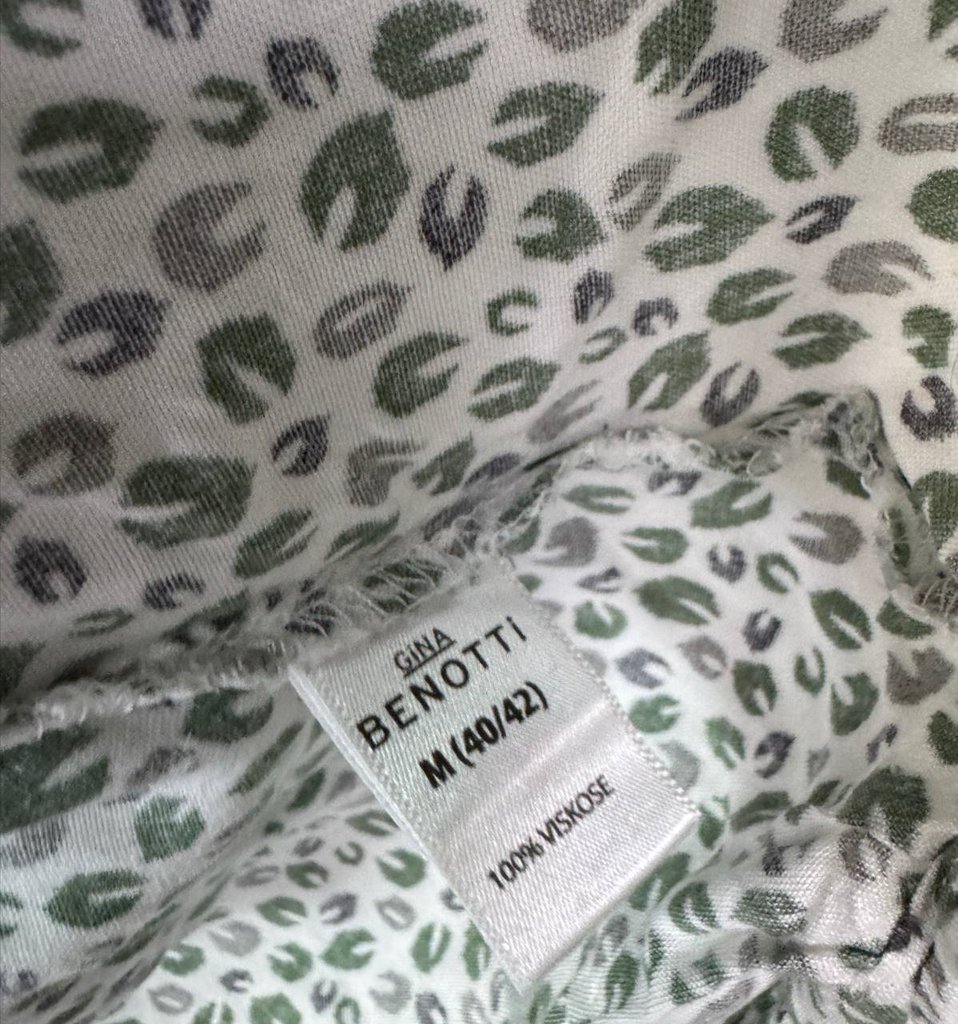 GiNA
BENOTTi
M (40/42)
100% VISKOSE